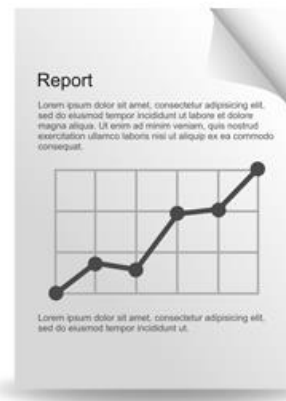 Report
Lorem ipsum dolor sit amet, consectetur adipisicing elit,
sed do eiusmod tempor incididunt ut labore et dolore
magna aliqua. Ut enim ad minim veniam, quis nostrud
exercitation ullamco laboris nisi ut aliquip ex ea commodo
consequat.
Lorem ipsum dolor sit amet, consectetur adipisicing elit,
sed do eiusmod tempor incididunt ut.